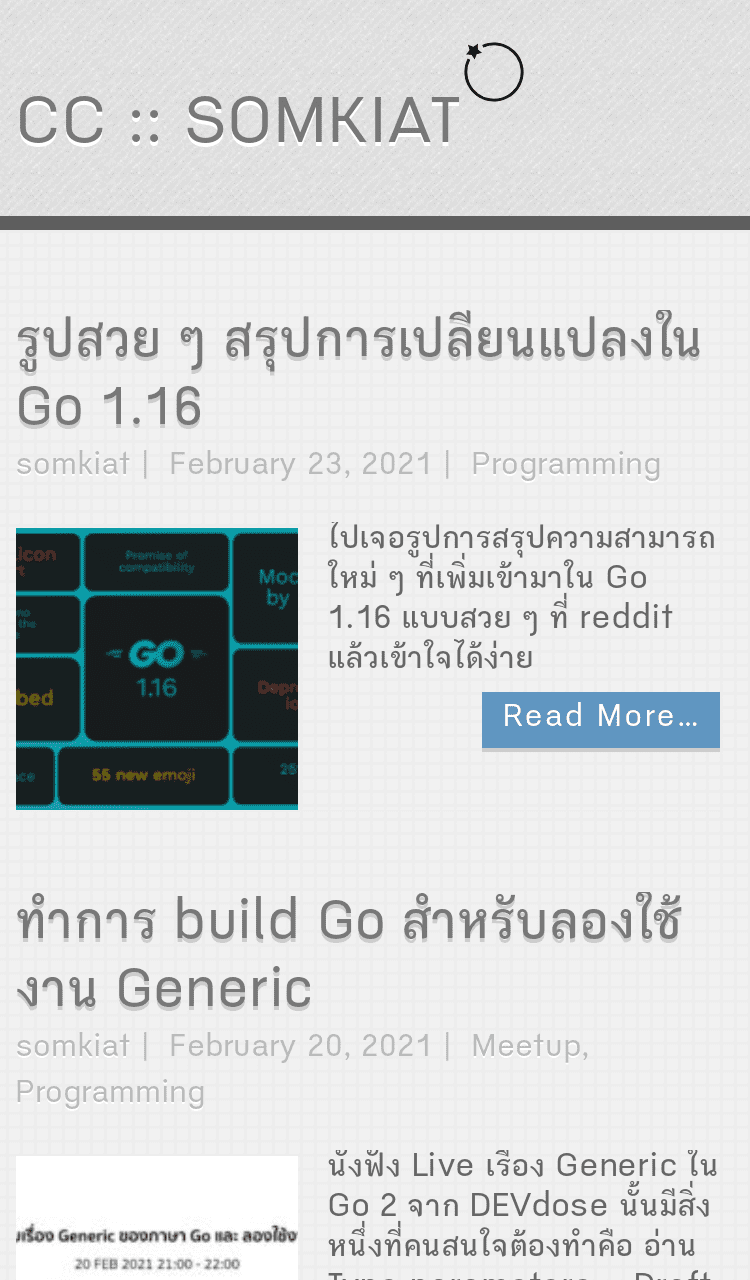 CC :: SOMKIAT
รูปสวย ๆ สรุปการเปลี่ยนแปลงใน
Go 1.16
somkiat | February 23, 2021 | Programming
ไปเจอรูปการสรุปความสามารถ
ใหม่ ๆ ที่เพิ่มเข้ามาใน Go
1.16 แบบสวย ๆ ที่ reddit
แล้วเข้าใจได้ง่าย
Read More…
Promise of
compatibility
by
GO
1.16
55 new emoji
ทำการ build Go สำหรับลองใช้
งาน Generic
somkiat | February 20, 2021 | Meetup,
Programming
นั่งฟัง Live เรื่อง Generic ใน
Go 2 จาก DEVdose นั้นมีสิ่ง
หนึ่งที่คนสนใจต้องทำคือ อ่าน
เรื่อง Generic ของภาษา Go และ ลองใช้ง
20 FEB 2021 21:00 - 22:00